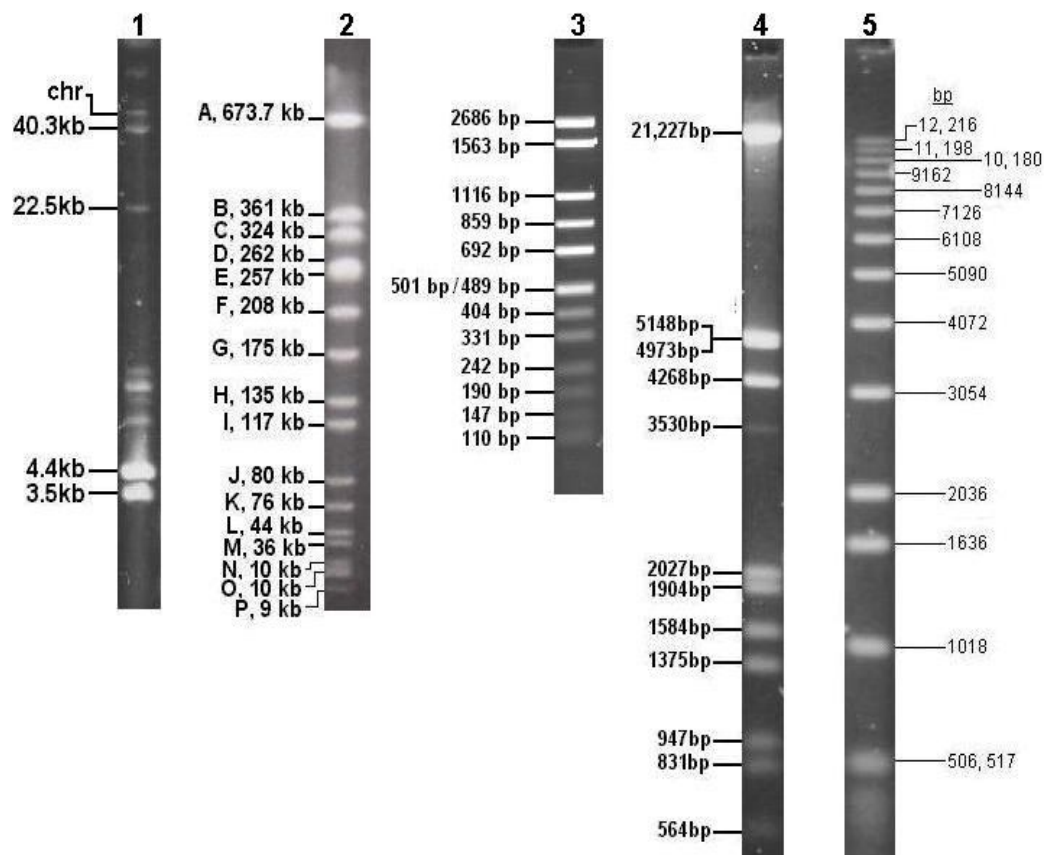 1
chr
40.3kb
22.5kb
4.4kb
3.5kb
2
A, 673.7 kb
B, 361 kb
C, 324 kb
D, 262 kb
E, 257 kb
F, 208 kb
G, 175 kb
H, 135 kb
I, 117 kb
J, 80 kb
K, 76 kb
L, 44 kb
M, 36 kb
N, 10 kb
O, 10 kb
P, 9 kb
3
2686 bp
1563 bp
1116 bp
859 bp
692 bp
501 bp/489 bp
404 bp
331 bp
242 bp
190 bp
147 bp
110 bp
4
21,227bp
5148bp
4973bp
4268bp
3530bp
2027bp
1904bp
1584bp
1375bp
947bp
831bp
564bp
5
bp
12, 216
11, 198
10, 180
9162
8144
7126
6108
5090
4072
3054
2036
1636
1018
506, 517